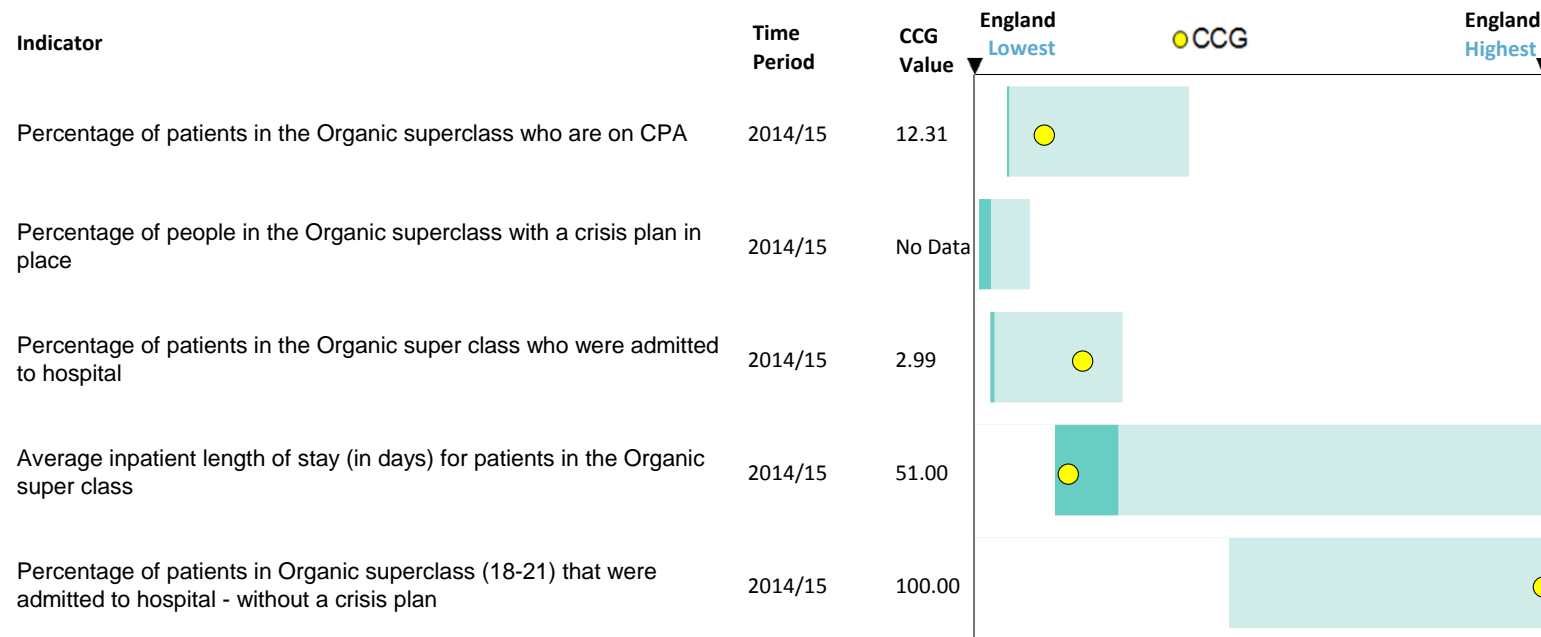 Indicator
Time
Period
CCG
Value
England
Lowest
CCG
England
Highest
Percentage of patients in the Organic superclass who are on CPA
2014/15
12.31
Percentage of people in the Organic superclass with a crisis plan in
place
2014/15
No Data
Percentage of patients in the Organic super class who were admitted
to hospital
2014/15
2.99
Average inpatient length of stay (in days) for patients in the Organic
super class
2014/15
51.00
Percentage of patients in Organic superclass (18-21) that were
admitted to hospital - without a crisis plan
2014/15
100.00